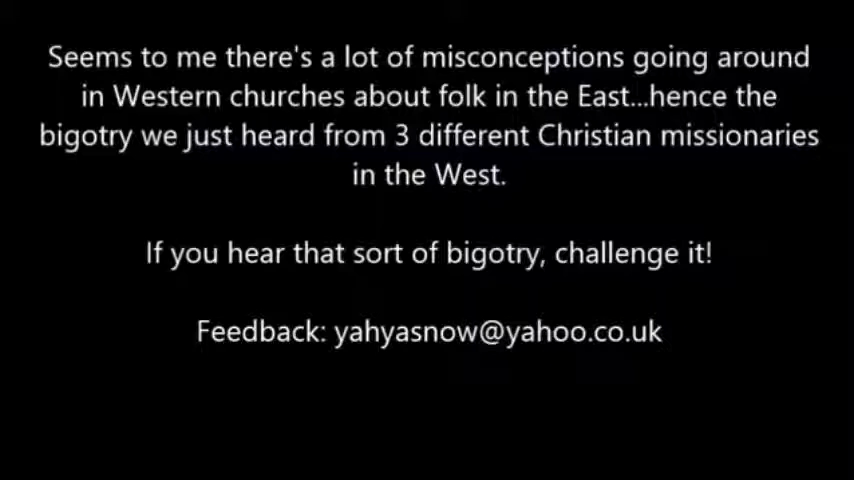 Seems to me there's a lot of misconceptions going around
in Western churches about folk in the East...hence the
bigotry we just heard from 3 different Christian missionaries
in the West.
If you hear that sort of bigotry, challenge it!
Feedback: yahyasnow@yahoo.co.uk